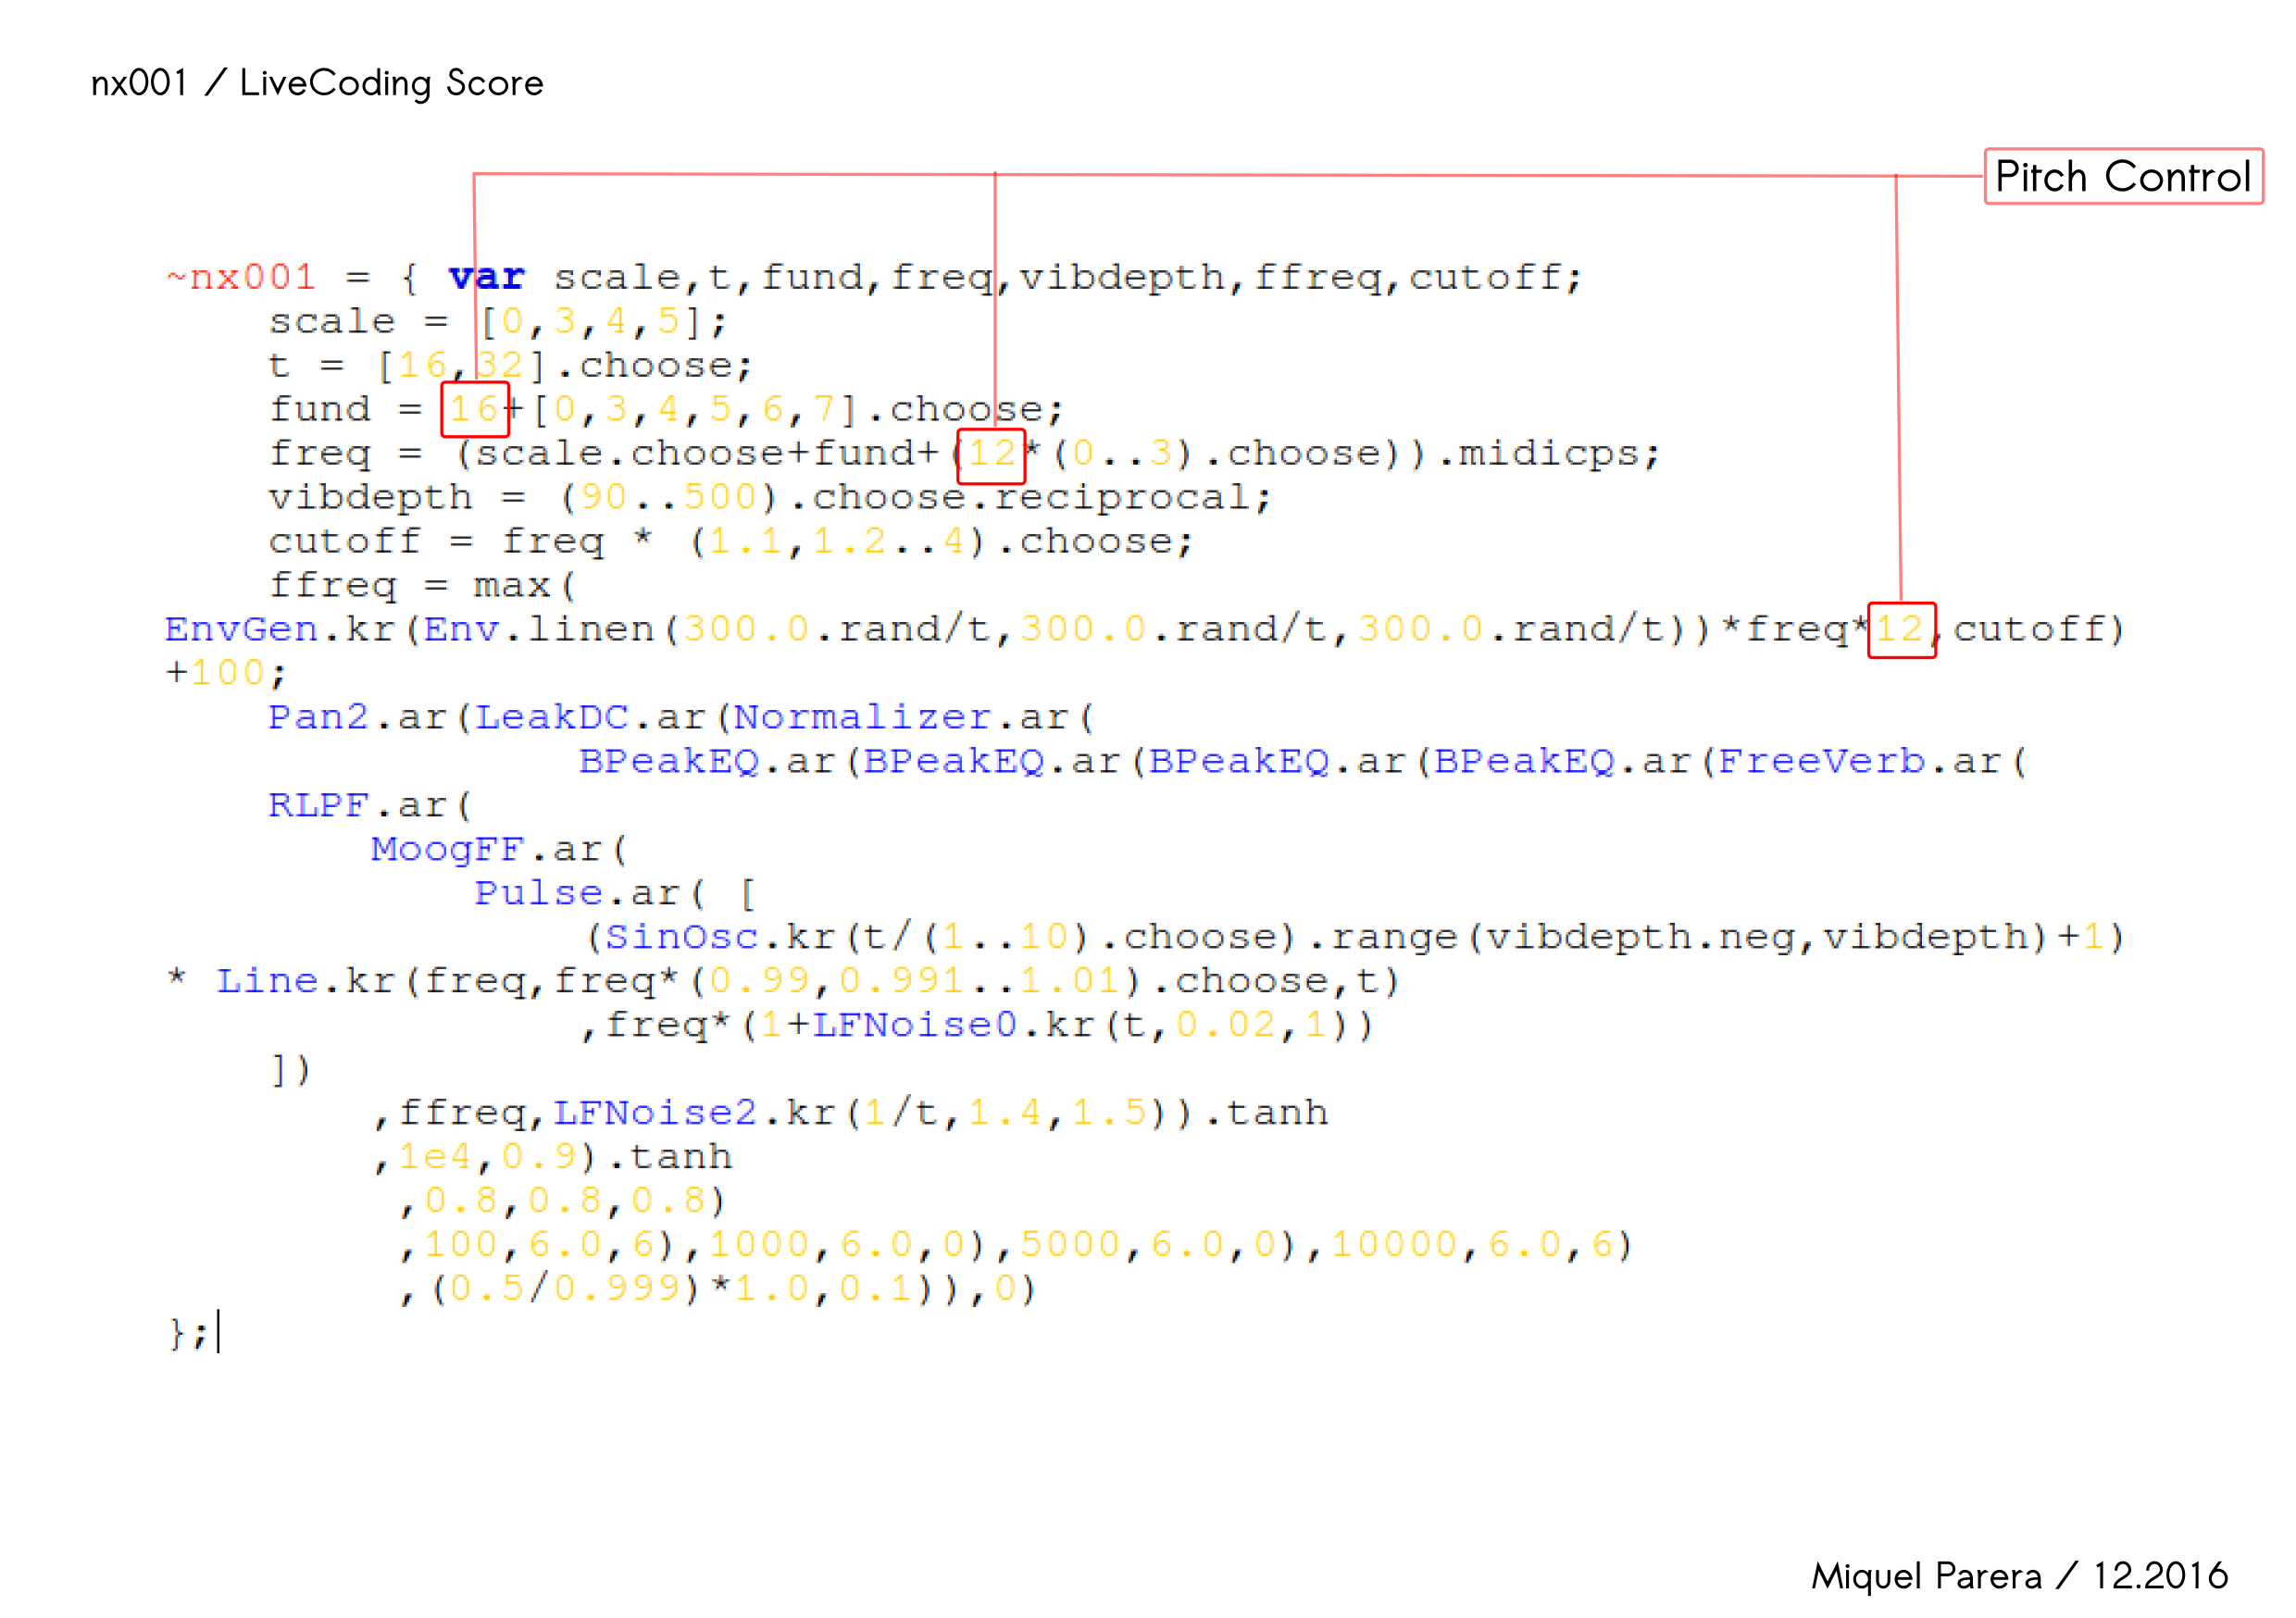 nx001 / LiveCoding Score
Pitch Control
~nx001 = { var scale,t,fund,freq,vibdepth,ffreq,cutoff;
scale = [0,3,4,5];
t = [16,32].choose;
fund = 16+[0,3,4,5,6,7].choose;
freq = (scale.choose+fund+(12*(0..3).choose)).midicps;
vibdepth = (90..500).choose.reciprocal;
cutoff = freq * (1.1,1.2..4).choose;
ffreq = max(
EnvGen.kr(Env.linen(300.0.rand/t,300.0.rand/t,300.0.rand/t))*freq*12,cutoff)
+100;
Pan2.ar(LeakDC.ar(Normalizer.ar(
BPeakEQ.ar(BPeakEQ.ar(BPeakEQ.ar(BPeakEQ.ar(FreeVerb.ar(
RLPF.ar(
MoogFF.ar(
Pulse.ar( [
(SinOsc.kr(t/(1..10).choose).range(vibdepth.neg,vibdepth)+1)
* Line.kr(freq,freq*(0.99,0.991..1.01).choose,t)
,freq*(1+LFNoise0.kr(t,0.02,1))
])
,ffreq,LFNoise2.kr(1/t,1.4,1.5)).tanh
,1e4,0.9).tanh
,0.8,0.8,0.8)
,100,6.0,6),1000,6.0,0),5000,6.0,0),10000,6.0,6)
,(0.5/0.999)*1.0,0.1)),0)
};
Miquel Parera / 12.2016